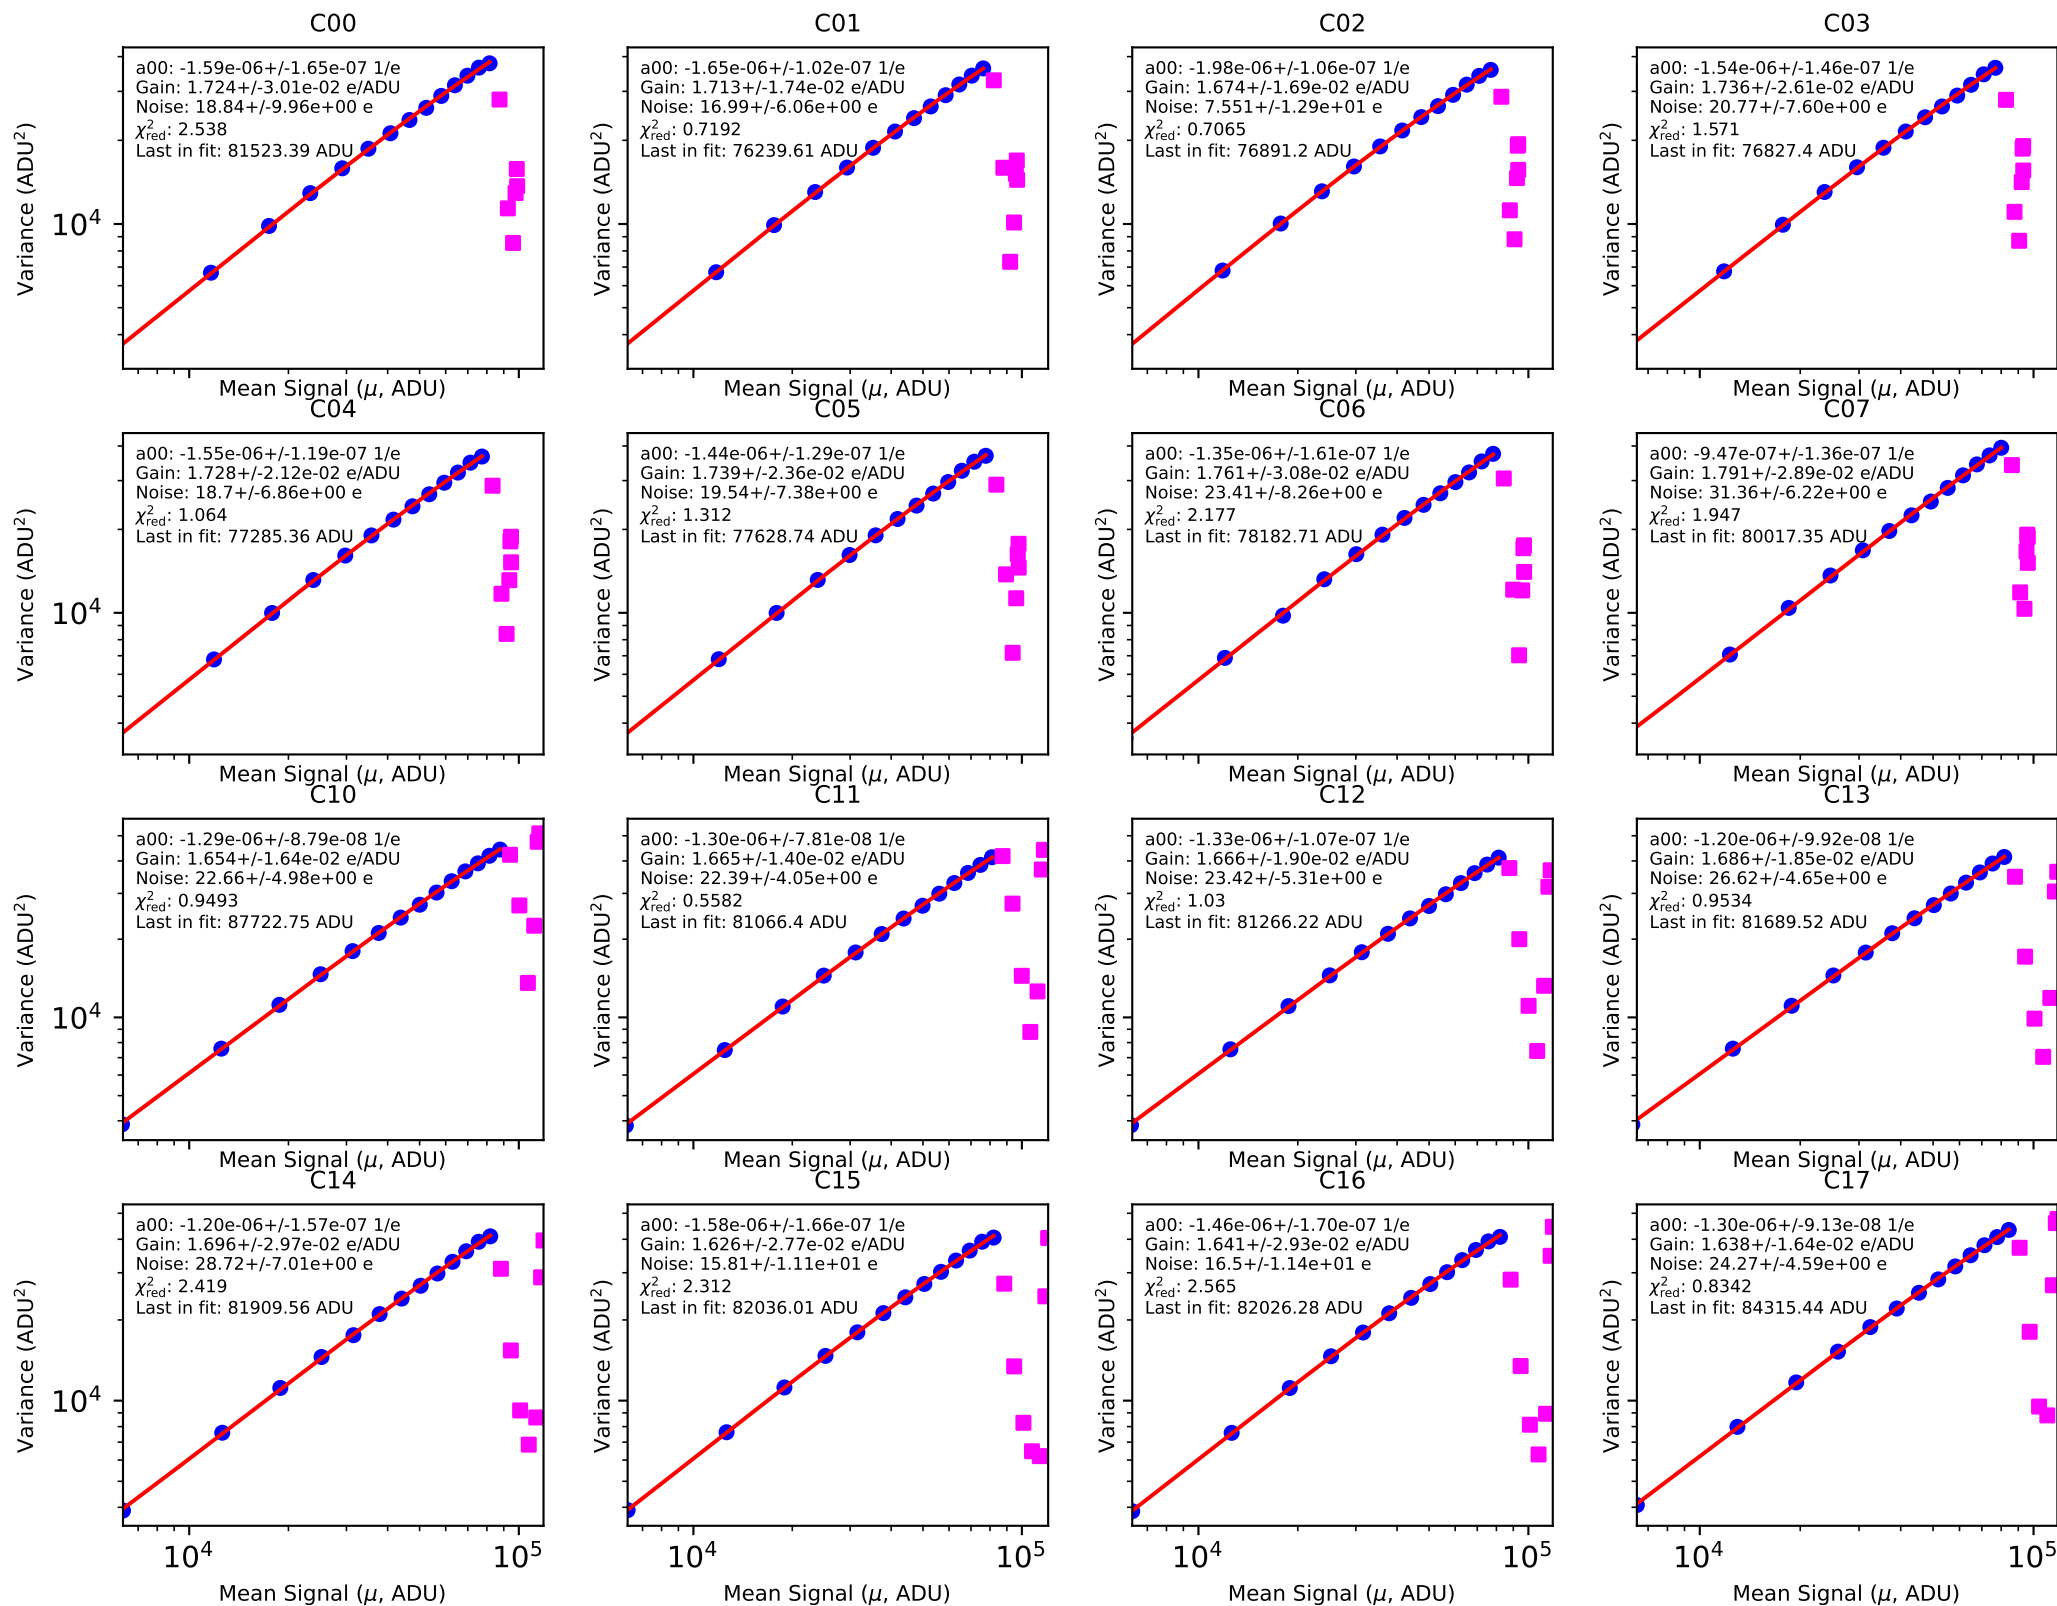 C00
C01
C02
C03
a00: -1.59e-06+/-1.65e-07 1/e
Gain: 1.724+/-3.01e-02 e/ADU
Noise: 18.84+/-9.96e+00 e
χ²red: 2.538
Last in fit: 81523.39 ADU
Variance (ADU²)
10⁴
Mean Signal (μ, ADU)
a00: -1.65e-06+/-1.02e-07 1/e
Gain: 1.713+/-1.74e-02 e/ADU
Noise: 16.99+/-6.06e+00 e
χ²red: 0.7192
Last in fit: 76239.61 ADU
Variance (ADU²)
Mean Signal (μ, ADU)
a00: -1.98e-06+/-1.06e-07 1/e
Gain: 1.674+/-1.69e-02 e/ADU
Noise: 7.551+/-1.29e+01 e
χ²red: 0.7065
Last in fit: 76891.2 ADU
Variance (ADU²)
Mean Signal (μ, ADU)
a00: -1.54e-06+/-1.46e-07 1/e
Gain: 1.736+/-2.61e-02 e/ADU
Noise: 20.77+/-7.60e+00 e
χ²red: 1.571
Last in fit: 76827.4 ADU
Variance (ADU²)
Mean Signal (μ, ADU)
C04
C05
C06
C07
a00: -1.55e-06+/-1.19e-07 1/e
Gain: 1.728+/-2.12e-02 e/ADU
Noise: 18.7+/-6.86e+00 e
χ²red: 1.064
Last in fit: 77285.36 ADU
Variance (ADU²)
10⁴
Mean Signal (μ, ADU)
a00: -1.44e-06+/-1.29e-07 1/e
Gain: 1.739+/-2.36e-02 e/ADU
Noise: 19.54+/-7.38e+00 e
χ²red: 1.312
Last in fit: 77628.74 ADU
Variance (ADU²)
Mean Signal (μ, ADU)
a00: -1.35e-06+/-1.61e-07 1/e
Gain: 1.761+/-3.08e-02 e/ADU
Noise: 23.41+/-8.26e+00 e
χ²red: 2.177
Last in fit: 78182.71 ADU
Variance (ADU²)
Mean Signal (μ, ADU)
a00: -9.47e-07+/-1.36e-07 1/e
Gain: 1.791+/-2.89e-02 e/ADU
Noise: 31.36+/-6.22e+00 e
χ²red: 1.947
Last in fit: 80017.35 ADU
Variance (ADU²)
Mean Signal (μ, ADU)
C10
C11
C12
C13
a00: -1.29e-06+/-8.79e-08 1/e
Gain: 1.654+/-1.64e-02 e/ADU
Noise: 22.66+/-4.98e+00 e
χ²red: 0.9493
Last in fit: 87722.75 ADU
Variance (ADU²)
10⁴
Mean Signal (μ, ADU)
a00: -1.30e-06+/-7.81e-08 1/e
Gain: 1.665+/-1.40e-02 e/ADU
Noise: 22.39+/-4.05e+00 e
χ²red: 0.5582
Last in fit: 81066.4 ADU
Variance (ADU²)
Mean Signal (μ, ADU)
a00: -1.33e-06+/-1.07e-07 1/e
Gain: 1.666+/-1.90e-02 e/ADU
Noise: 23.42+/-5.31e+00 e
χ²red: 1.03
Last in fit: 81266.22 ADU
Variance (ADU²)
Mean Signal (μ, ADU)
a00: -1.20e-06+/-9.92e-08 1/e
Gain: 1.686+/-1.85e-02 e/ADU
Noise: 26.62+/-4.65e+00 e
χ²red: 0.9534
Last in fit: 81689.52 ADU
Variance (ADU²)
Mean Signal (μ, ADU)
C14
C15
C16
C17
a00: -1.20e-06+/-1.57e-07 1/e
Gain: 1.696+/-2.97e-02 e/ADU
Noise: 28.72+/-7.01e+00 e
χ²red: 2.419
Last in fit: 81909.56 ADU
Variance (ADU²)
10⁴
10⁴
10⁵
Mean Signal (μ, ADU)
a00: -1.58e-06+/-1.66e-07 1/e
Gain: 1.626+/-2.77e-02 e/ADU
Noise: 15.81+/-1.11e+01 e
χ²red: 2.312
Last in fit: 82036.01 ADU
Variance (ADU²)
10⁴
10⁵
Mean Signal (μ, ADU)
a00: -1.46e-06+/-1.70e-07 1/e
Gain: 1.641+/-2.93e-02 e/ADU
Noise: 16.5+/-1.14e+01 e
χ²red: 2.565
Last in fit: 82026.28 ADU
Variance (ADU²)
10⁴
10⁵
Mean Signal (μ, ADU)
a00: -1.30e-06+/-9.13e-08 1/e
Gain: 1.638+/-1.64e-02 e/ADU
Noise: 24.27+/-4.59e+00 e
χ²red: 0.8342
Last in fit: 84315.44 ADU
Variance (ADU²)
10⁴
10⁵
Mean Signal (μ, ADU)